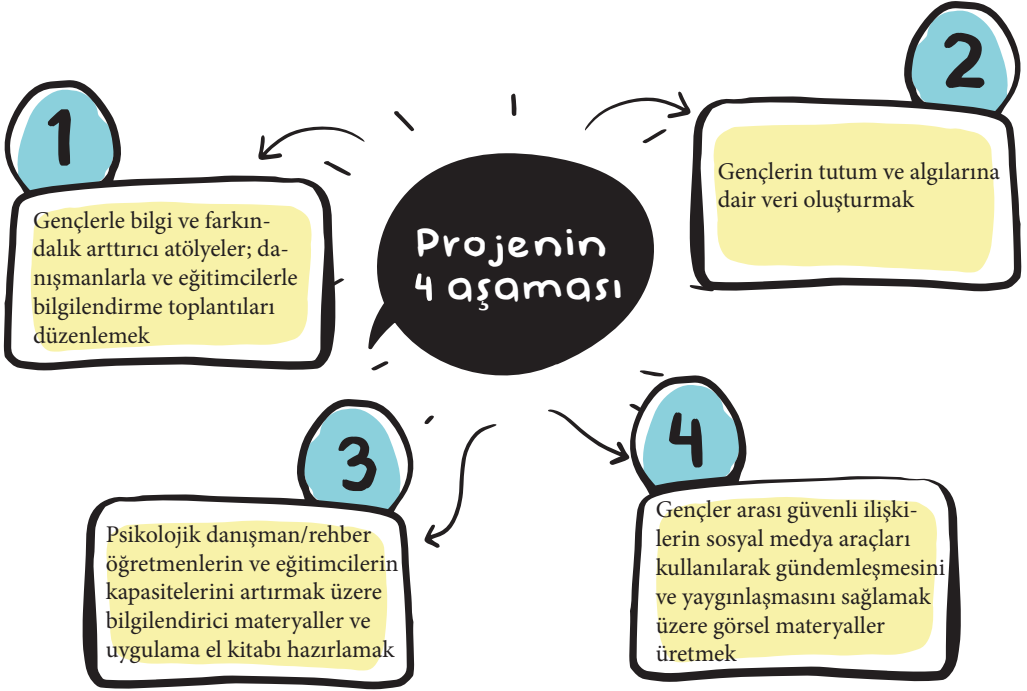 Projenin
4 aşaması
1
Gençlerle bilgi ve farkın-
dalık arttırıcı atölyeler; da-
nışmanlarla ve eğitimcilerle
bilgilendirme toplantıları
düzenlemek
2
Gençlerin tutum ve algılarına
dair veri oluşturmak
3
Psikolojik danışman/rehber
öğretmenlerin ve eğitimcilerin
kapasitelerini artırmak üzere
bilgilendirici materyaller ve
uygulama el kitabı hazırlamak
4
Gençler arası güvenli ilişki-
lerin sosyal medya araçları
kullanılarak gündemleşmesini
ve yaygınlaşmasını sağlamak
üzere görsel materyaller
üretmek